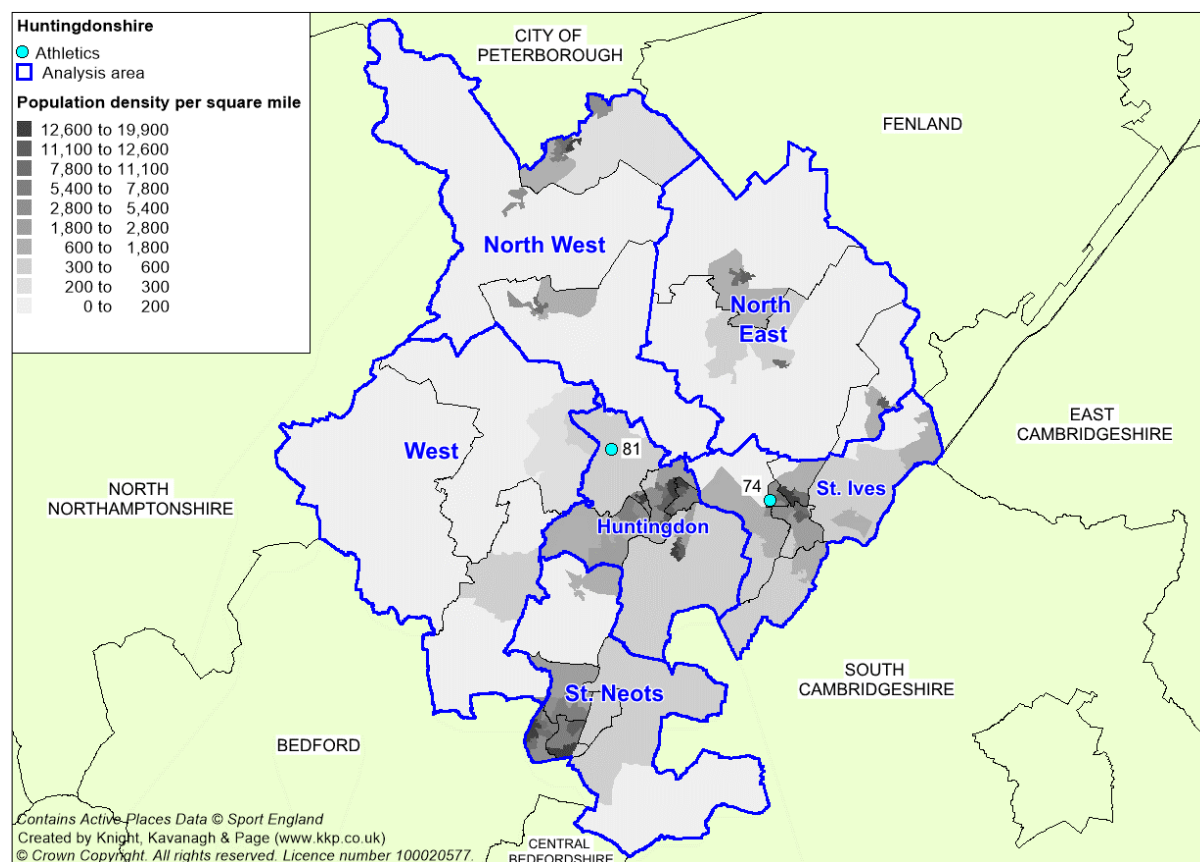 Huntingdonshire
Athletics
Analysis area
Population density per square mile
12,600 to 19,900
11,100 to 12,600
7,800 to 11,100
5,400 to 7,800
2,800 to 5,400
1,800 to 2,800
600 to 1,800
300 to 600
200 to 300
0 to 200
CITY OF
PETERBOROUGH
FENLAND
North West
North
East
EAST
CAMBRIDGESHIRE
West
81
NORTH
NORTHAMPTONSHIRE
74
St. Ives
Huntingdon
SOUTH
CAMBRIDGESHIRE
St. Neots
BEDFORD
Contains Active Places Data © Sport England
Created by Knight, Kavanagh & Page (www.kkp.co.uk)
© Crown Copyright. All rights reserved. Licence number 100020577.
CENTRAL
BEDFORDSHIRE